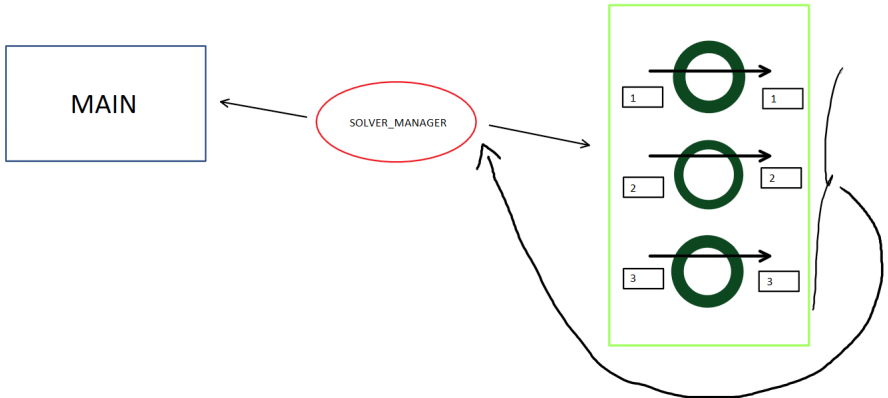 MAIN
SOLVER_MANAGER
1 1
2 2
3 3